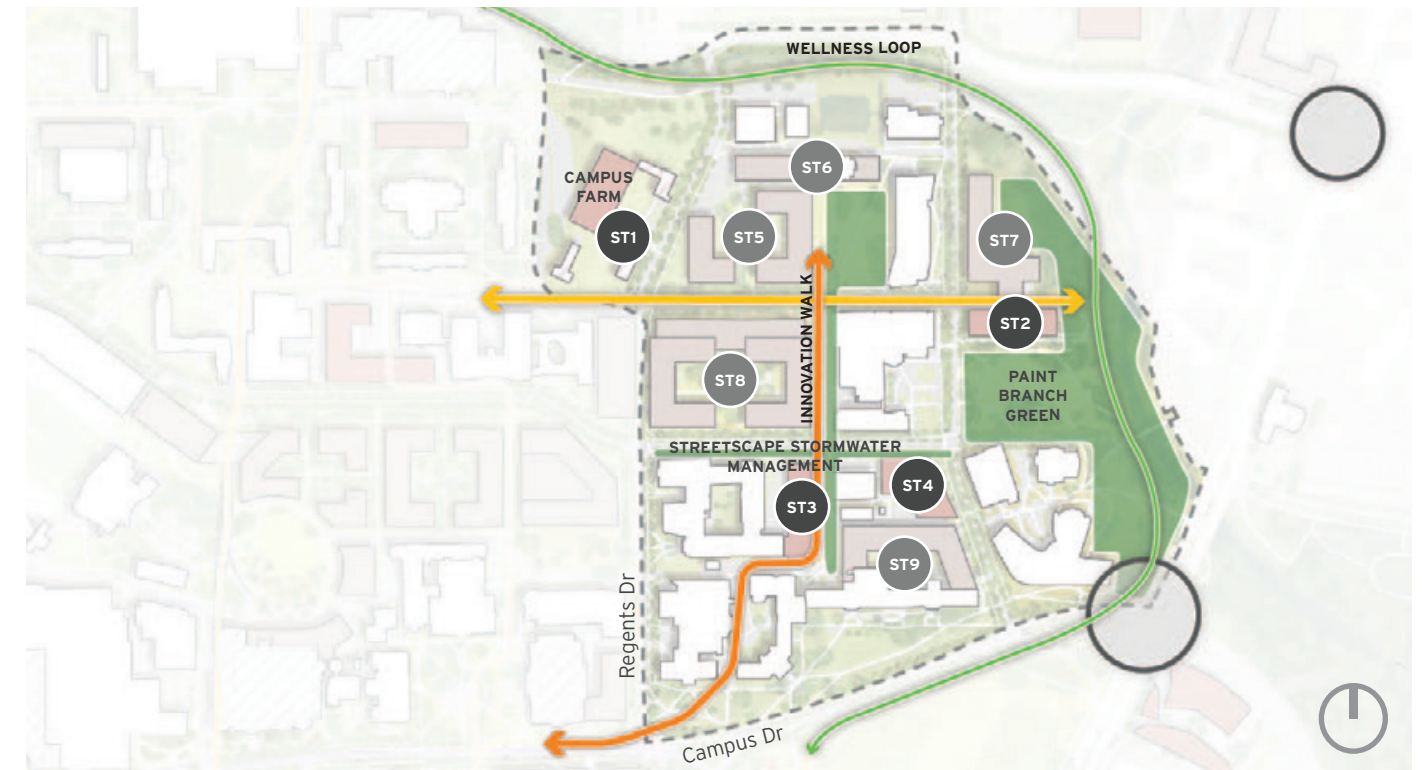 WELLNESS LOOP
ST6
CAMPUS
FARM
ST1
ST5
ST7
INNOVATION WALK
ST2
ST8
PAINT
BRANCH
GREEN
STREETSCAPE STORMWATER
MANAGEMENT
ST4
ST3
ST9
Regents Dr
Campus Dr